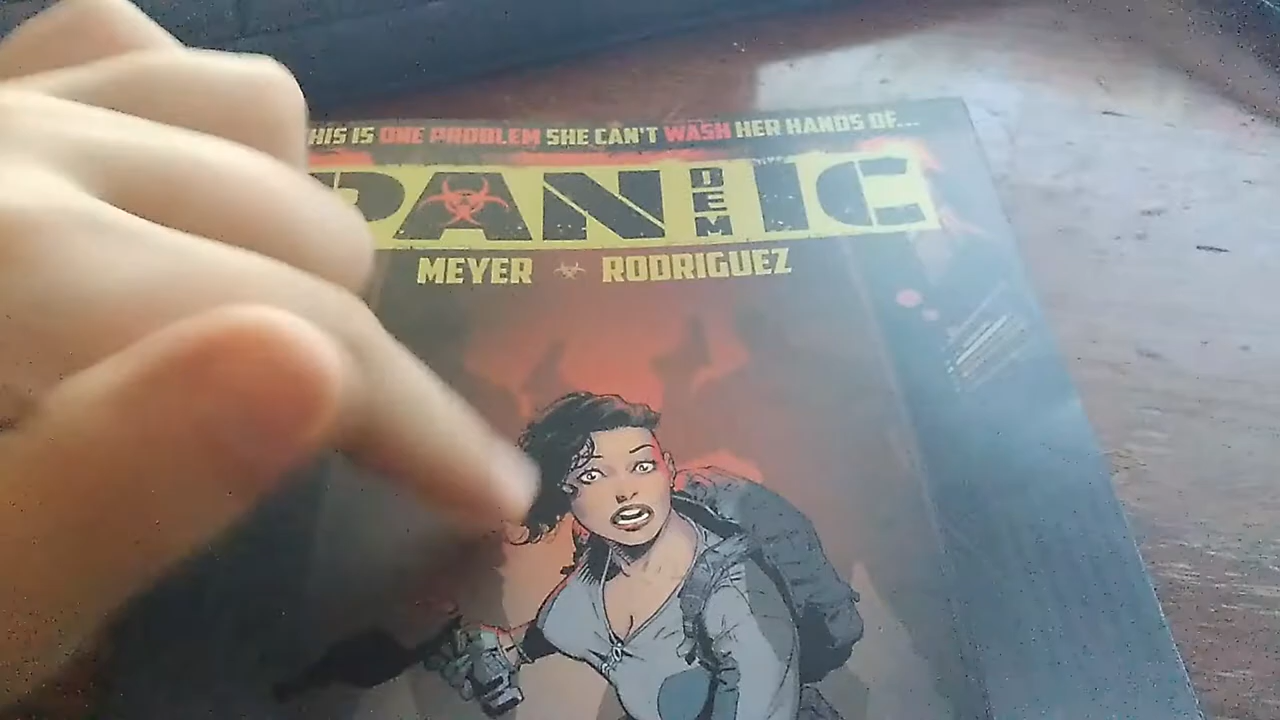 HIS IS ONE PROBLEM SHE CAN'T WASH HER HANDS OF...
PANDEMIC
MEYER RODRIGUEZ